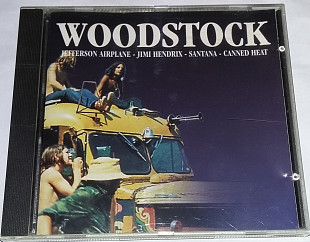 WOODSTOCK
JEFFERSON AIRPLANE - JIMI HENDRIX - SANTANA - CANNED HEAT